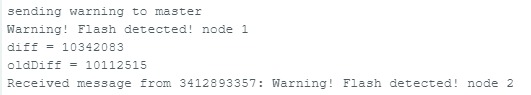 sending warning to master
Warning! Flash detected! node 1
diff = 10342083
oldDiff = 10112515
Received message from 3412893357: Warning! Flash detected! node 2